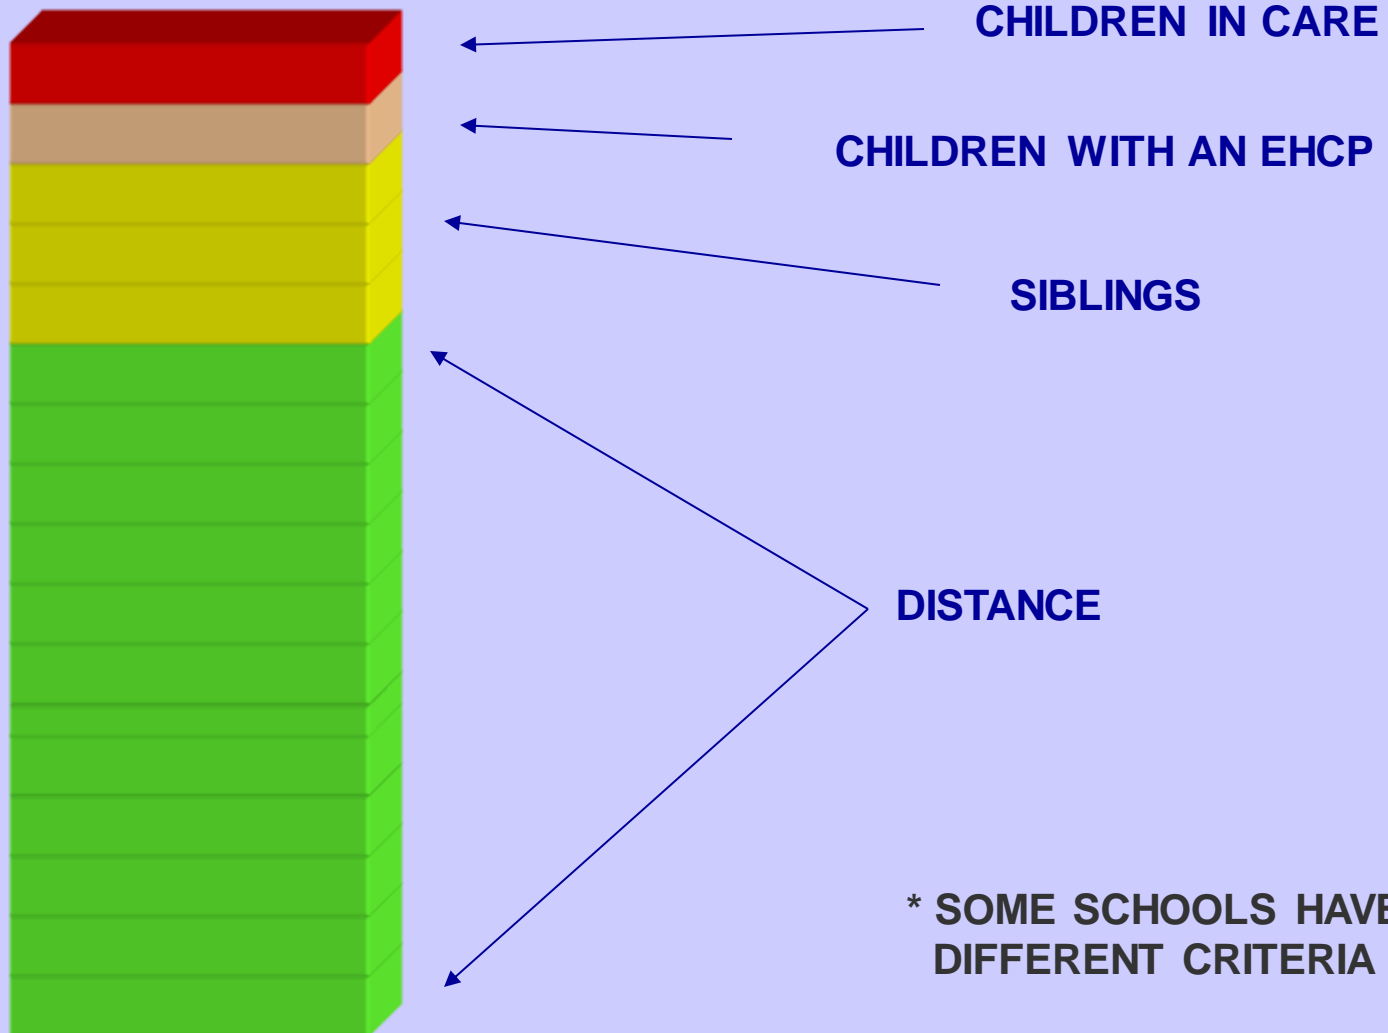 CHILDREN IN CARE
CHILDREN WITH AN EHCP
SIBLINGS
DISTANCE
* SOME SCHOOLS HAVE
DIFFERENT CRITERIA